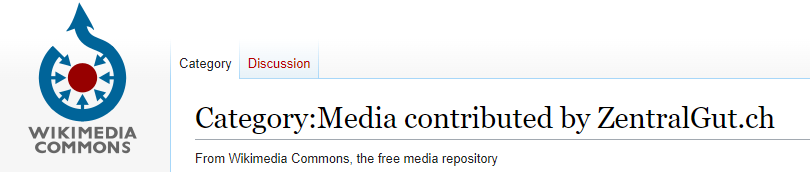 Category Discussion
WIKIMEDIA
COMMONS
Category:Media contributed by ZentralGut.ch
From Wikimedia Commons, the free media repository